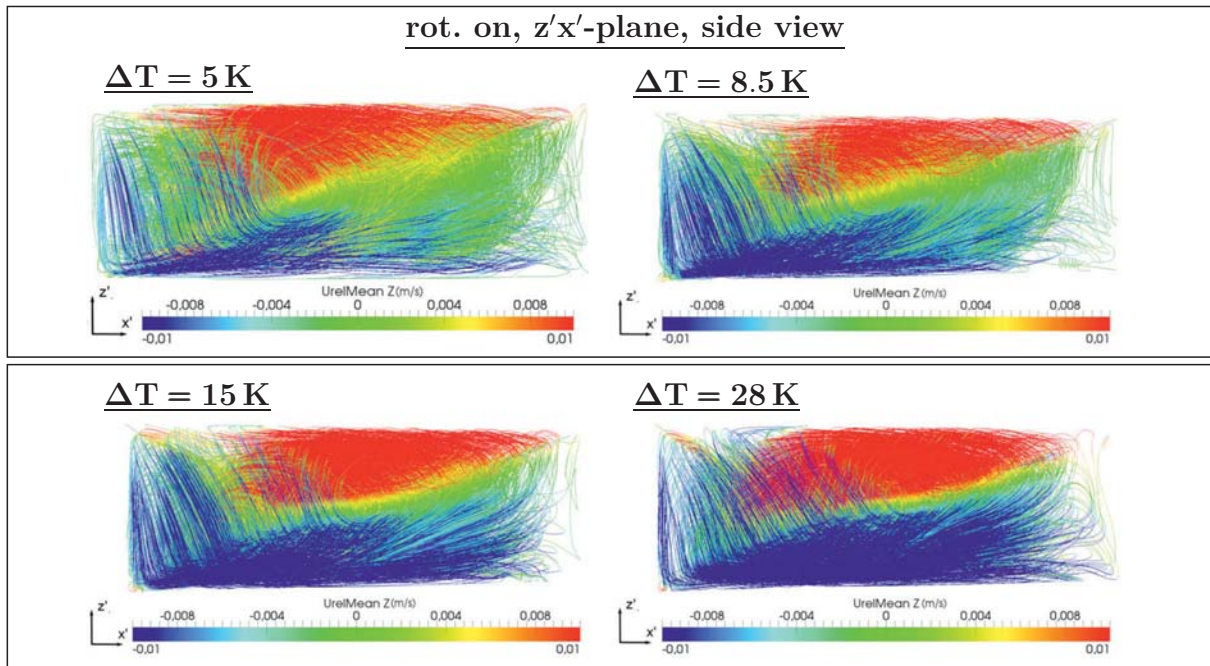 rot. on, z′x′-plane, side view
ΔT = 5 K
ΔT = 8.5 K
z'
x'
UrelMean Z (m/s)
-0.008 -0.004 0 0,004 0,008
-0,01 0.01
z'
x'
UrelMean Z (m/s)
-0.008 -0.004 0 0,004 0,008
-0,01 0,01
ΔT = 15 K
ΔT = 28 K
z'
x'
UrelMean Z (m/s)
-0.008 -0.004 0 0,004 0,008
-0,01 0,01
z'
x'
UrelMean Z (m/s)
-0.008 -0.004 0 0,004 0,008
-0,01 0,01